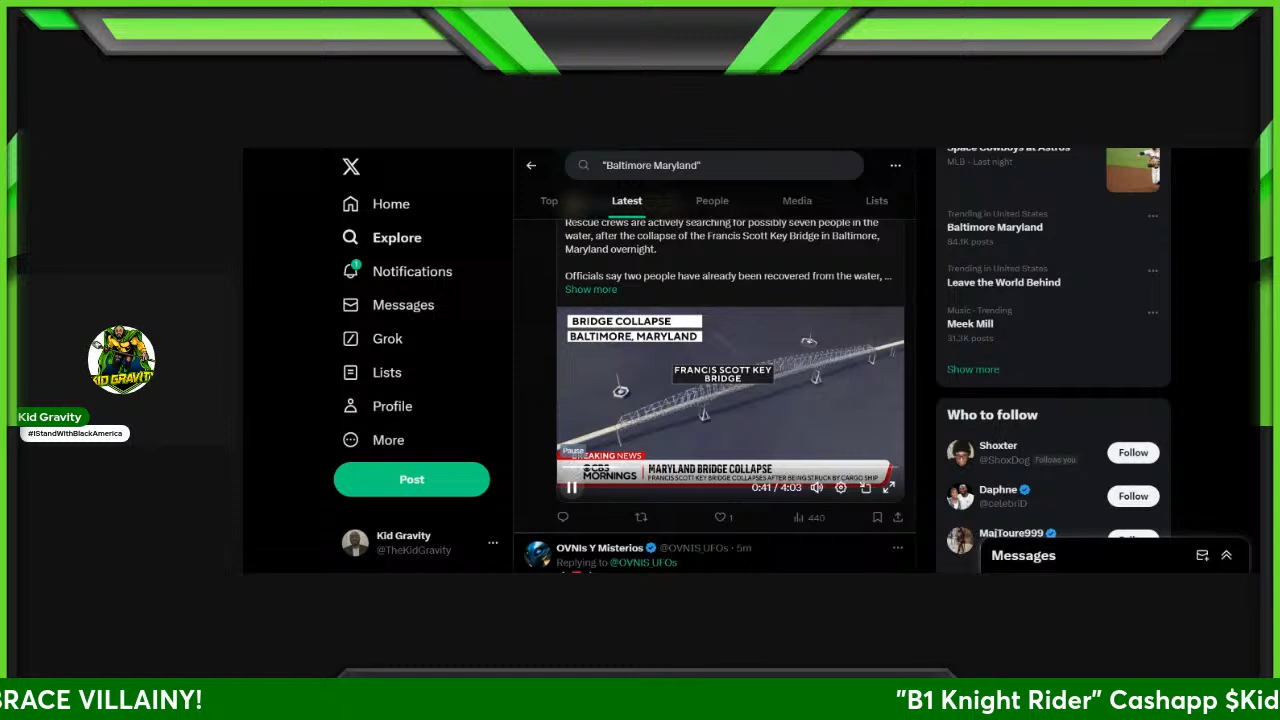 "Baltimore Maryland"
Home
Explore
Notifications
1
Messages
Grok
Lists
Profile
More
Post
Kid Gravity
@TheKidGravity
Top
Latest
People
Media
Lists
Rescue crews are actively searching for possibly seven people in the
water, after the collapse of the Francis Scott Key Bridge in Baltimore,
Maryland overnight.
Officials say two people have already been recovered from the water, ...
Show more
BRIDGE COLLAPSE
BALTIMORE, MARYLAND
FRANCIS SCOTT KEY
BRIDGE
Pause
BREAKING NEWS
CBS
MORNINGS
MARYLAND BRIDGE COLLAPSE
FRANCIS SCOTT KEY BRIDGE COLLAPSES AFTER BEING STRUCK BY CARGO SHIP
0:41 / 4:03
1
440
OVNIs Y Misterios @OVNIS_UFOs · 5m
Replying to @OVNIS_UFOs
Space Cowboys at Astros
MLB · Last night
Trending in United States
Baltimore Maryland
84.1K posts
Trending in United States
Leave the World Behind
Music · Trending
Meek Mill
31.3K posts
Show more
Who to follow
Shoxter
@ShoxDog Follows you
Follow
Daphne
@celebriD
Follow
MajToure999
Messages
KID GRAVITY
Kid Gravity
#IStandWithBlackAmerica
BRACE VILLAINY!
"B1 Knight Rider" Cashapp $Kid